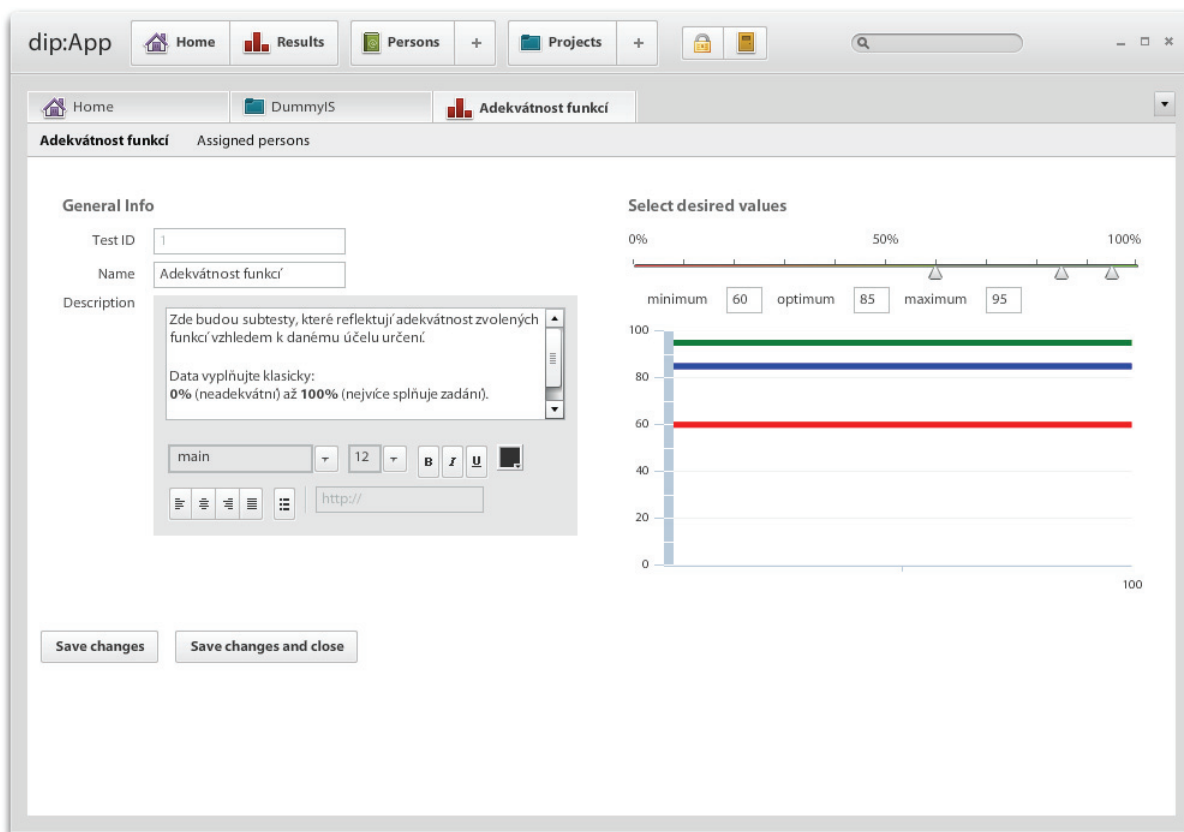 dip:App Home Results Persons + Projects +
Home DummyIS Adekvátnost funkcí
Adekvátnost funkcí Assigned persons
General Info
Test ID 1
Name Adekvátnost funkcí
Description
Zde budou subtesty, které reflektují adekvátnost zvolených
funkcí vzhledem k danému účelu určení.
Data vyplňujte klasicky:
0% (neadekvátní) až 100% (nejvíce splňuje zadání).
main 12 B I U
http://
Save changes Save changes and close
Select desired values
0% 50% 100%
minimum 60 optimum 85 maximum 95
100
80
60
40
20
0
100